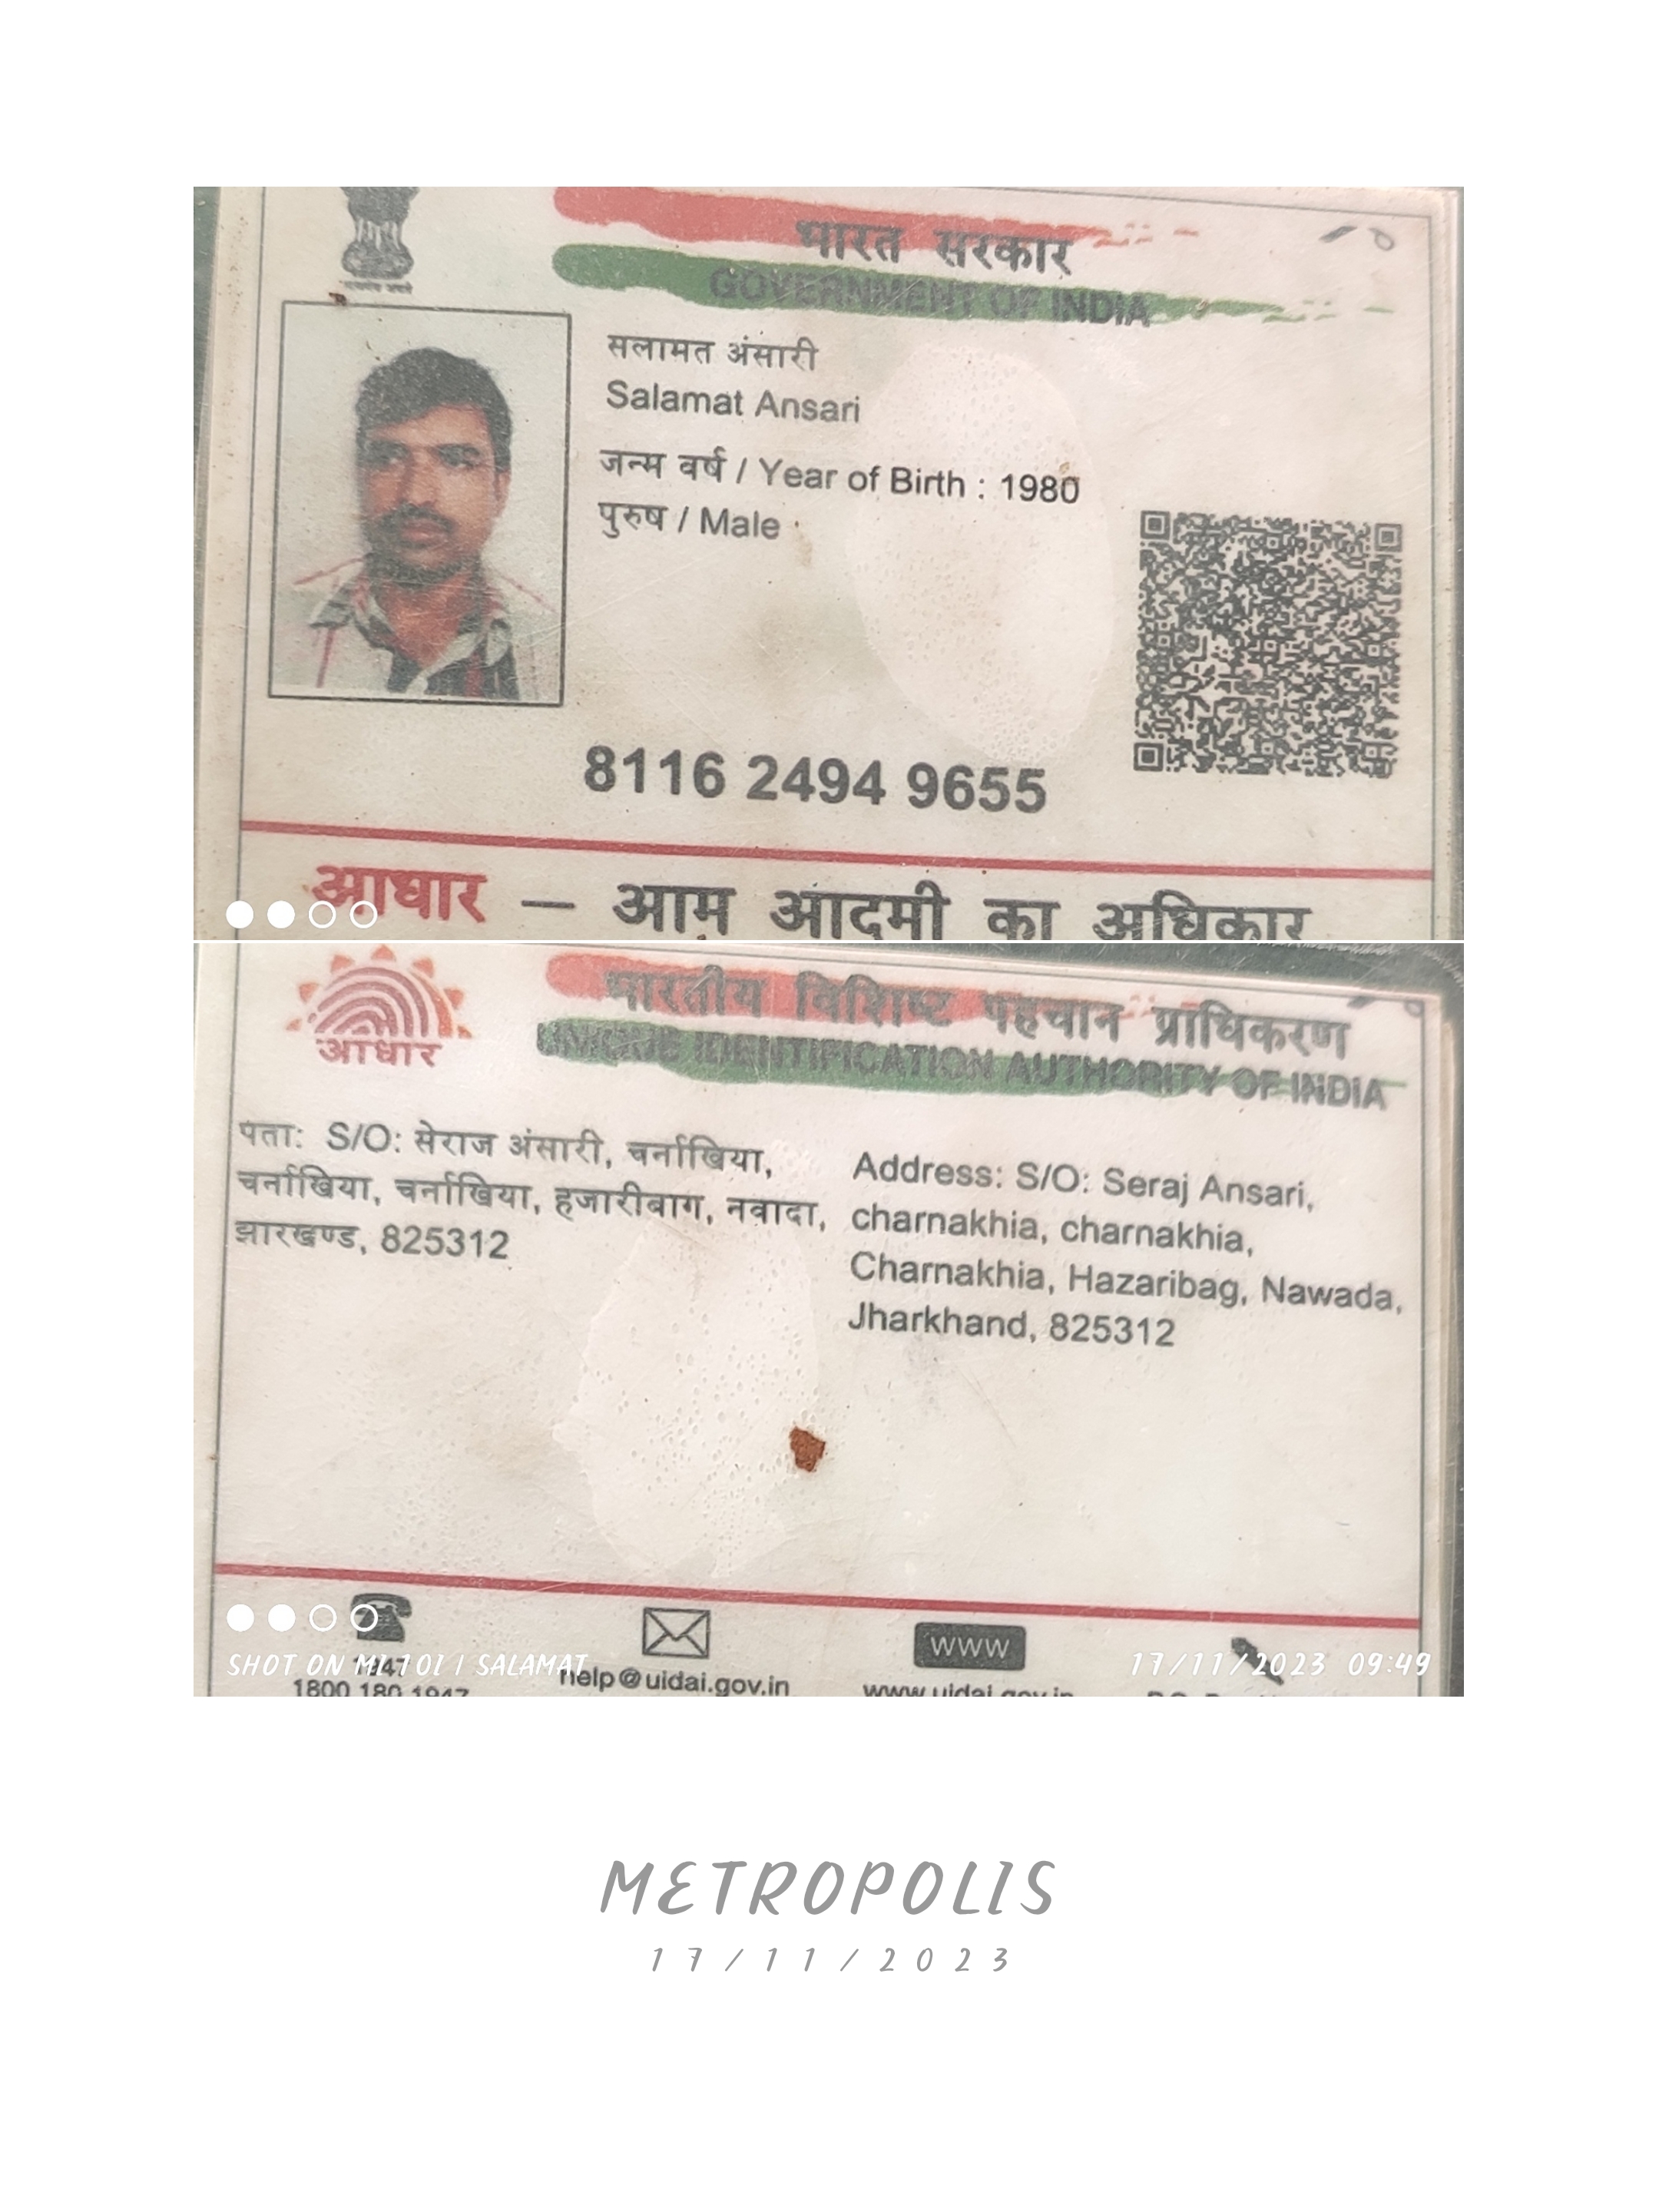 भारत सरकार
GOVERNMENT OF INDIA
सलामत अंसारी
Salamat Ansari
जन्म वर्ष / Year of Birth : 1980
पुरुष / Male
8116 2494 9655
आधार — आम आदमी का अधिकार
भारतीय विशिष्ट पहचान प्राधिकरण
UNIQUE IDENTIFICATION AUTHORITY OF INDIA
आधार
पता: S/O: सेराज अंसारी, चर्नाखिया,
चर्नाखिया, चर्नाखिया, हजारीबाग, नवादा,
झारखण्ड, 825312
Address: S/O: Seraj Ansari,
charnakhia, charnakhia,
Charnakhia, Hazaribag, Nawada,
Jharkhand, 825312
WWW
1947
1800 180 1947
help@uidai.gov.in
www.uidai.gov.in
SHOT ON MI 10I | SALAMAT
17/11/2023 09:49
METROPOLIS
17/11/2023